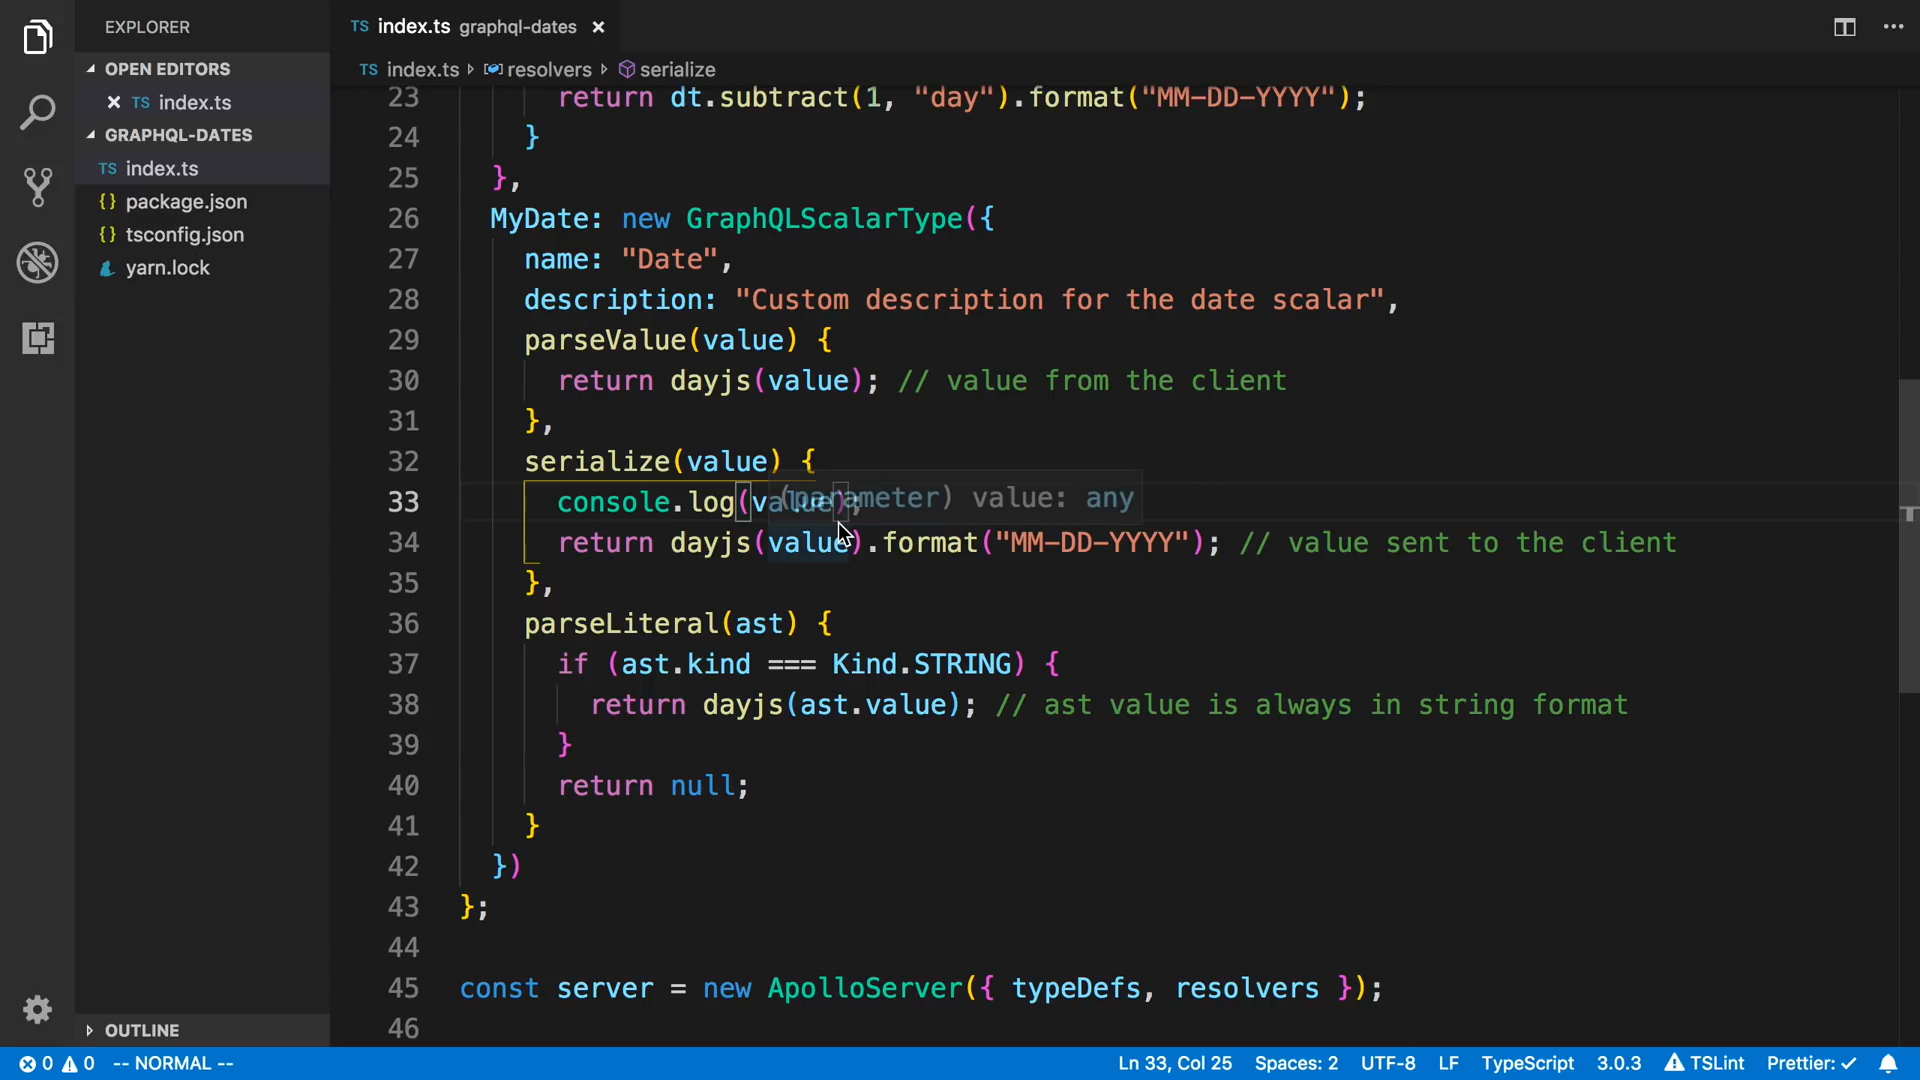 EXPLORER
OPEN EDITORS
TS index.ts
GRAPHQL-DATES
TS index.ts
{} package.json
{} tsconfig.json
yarn.lock
OUTLINE
TS index.ts graphql-dates
TS index.ts resolvers serialize
23 return dt.subtract(1, "day").format("MM-DD-YYYY");
24 }
25 },
26 MyDate: new GraphQLScalarType({
27 name: "Date",
28 description: "Custom description for the date scalar",
29 parseValue(value) {
30 return dayjs(value); // value from the client
31 },
32 serialize(value) {
33 console.log(value);
(parameter) value: any
34 return dayjs(value).format("MM-DD-YYYY"); // value sent to the client
35 },
36 parseLiteral(ast) {
37 if (ast.kind === Kind.STRING) {
38 return dayjs(ast.value); // ast value is always in string format
39 }
40 return null;
41 }
42 })
43 };
44
45 const server = new ApolloServer({ typeDefs, resolvers });
46
0 0 -- NORMAL -- Ln 33, Col 25 Spaces: 2 UTF-8 LF TypeScript 3.0.3 TSLint Prettier: ✓